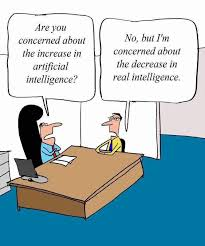 Are you
concerned about
the increase in
artificial
intelligence?
No, but I'm
concerned about
the decrease in
real intelligence.